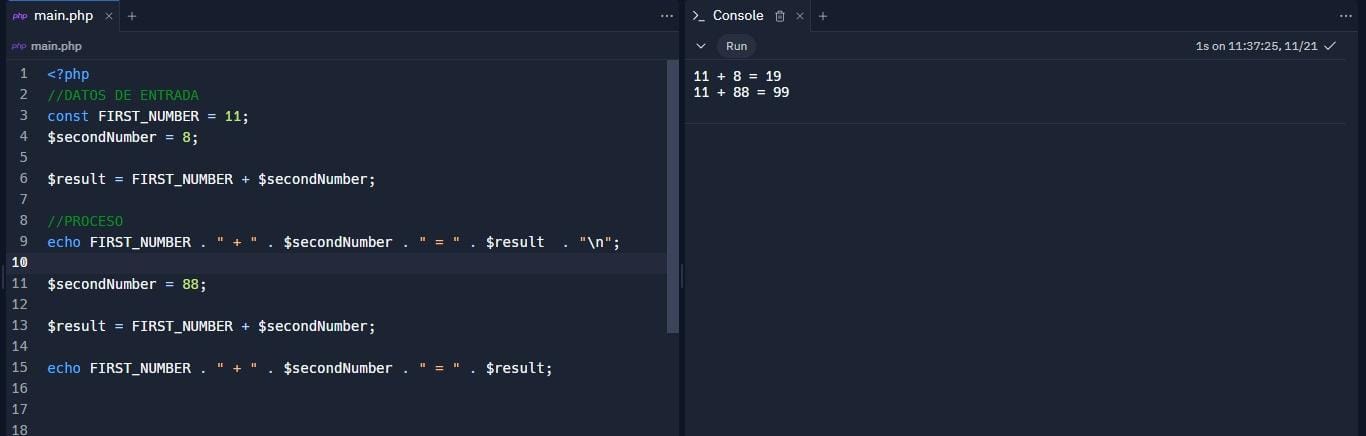 php main.php × +
php main.php
1 <?php
2 //DATOS DE ENTRADA
3 const FIRST_NUMBER = 11;
4 $secondNumber = 8;
5
6 $result = FIRST_NUMBER + $secondNumber;
7
8 //PROCESO
9 echo FIRST_NUMBER . " + " . $secondNumber . " = " . $result  . "\n";
10
11 $secondNumber = 88;
12
13 $result = FIRST_NUMBER + $secondNumber;
14
15 echo FIRST_NUMBER . " + " . $secondNumber . " = " . $result;
16
17
18
>_ Console × +
Run 1s on 11:37:25, 11/21
11 + 8 = 19
11 + 88 = 99